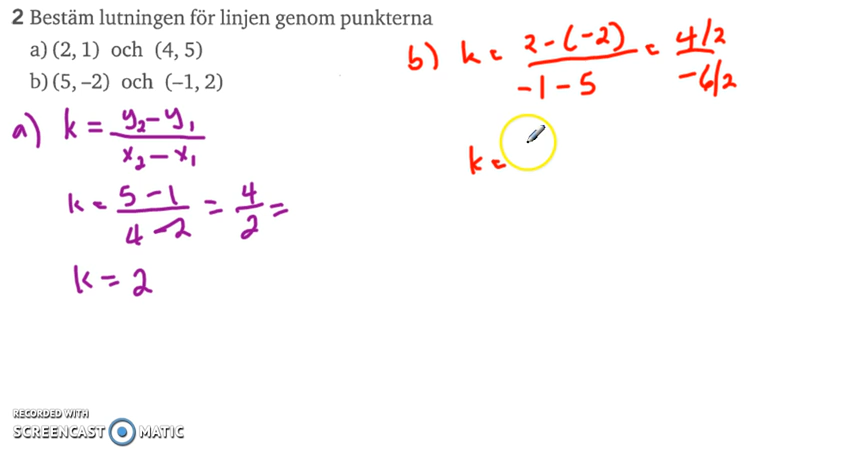 2 Bestäm lutningen för linjen genom punkterna
a) (2, 1) och (4, 5)
b) (5, –2) och (–1, 2)
a) k = y₂ – y₁ / x₂ – x₁
k = 5 – 1 / 4 – 2 = 4 / 2 =
k = 2
b) k = 2 – (–2) / –1 – 5 = 4/2 / –6/2
k =
RECORDED WITH
SCREENCAST MATIC